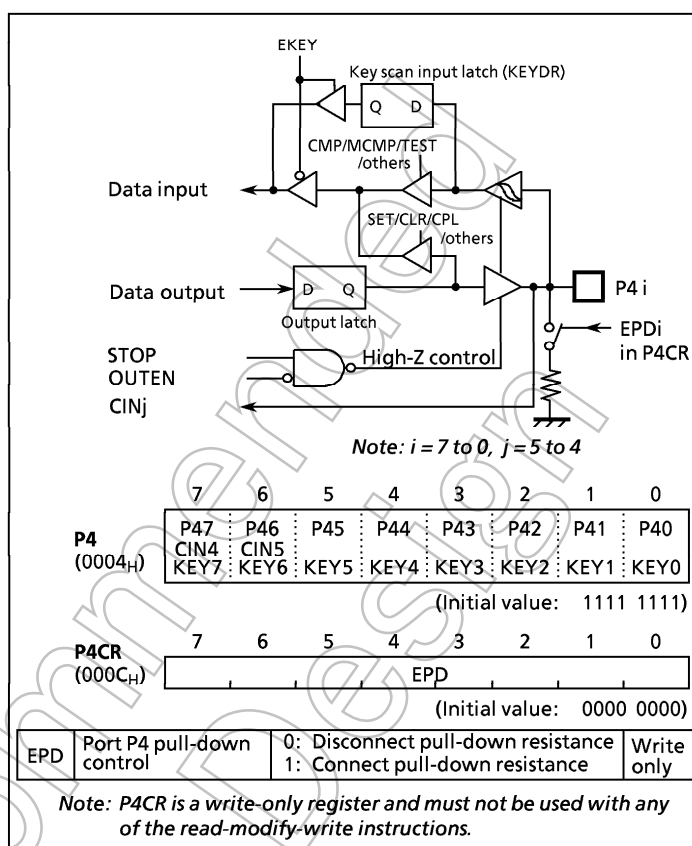 EKEY
Key scan input latch (KEYDR)
Q D
CMP/MCMP/TEST
/others
Data input
SET/CLR/CPL
/others
Data output
D Q
P4 i
Output latch
EPDi
in P4CR
STOP
High-Z control
OUTEN
CINj
Note: i = 7 to 0, j = 5 to 4
7 6 5 4 3 2 1 0
P4
(0004H)
P47 P46 P45 P44 P43 P42 P41 P40
CIN4 CIN5
KEY7 KEY6 KEY5 KEY4 KEY3 KEY2 KEY1 KEY0
(Initial value: 1111 1111)
7 6 5 4 3 2 1 0
P4CR
(000CH)
EPD
(Initial value: 0000 0000)
EPD
Port P4 pull-down
control
0: Disconnect pull-down resistance
1: Connect pull-down resistance
Write
only
Note: P4CR is a write-only register and must not be used with any
of the read-modify-write instructions.
ommended
Design